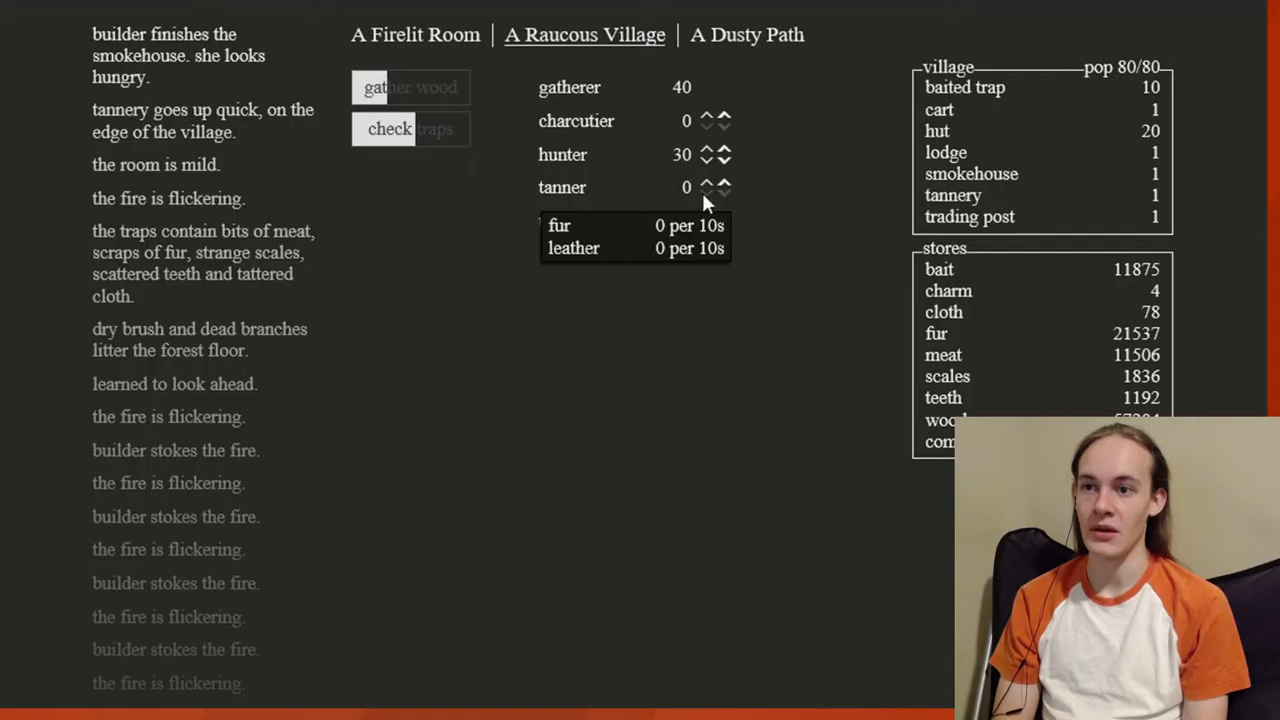 builder finishes the
smokehouse. she looks
hungry.
tannery goes up quick, on the
edge of the village.
the room is mild.
the fire is flickering.
the traps contain bits of meat,
scraps of fur, strange scales,
scattered teeth and tattered
cloth.
dry brush and dead branches
litter the forest floor.
learned to look ahead.
the fire is flickering.
builder stokes the fire.
the fire is flickering.
builder stokes the fire.
the fire is flickering.
builder stokes the fire.
the fire is flickering.
builder stokes the fire.
the fire is flickering.
A Firelit Room | A Raucous Village | A Dusty Path
gather wood
check traps
gatherer 40
charcutier 0
hunter 30
tanner 0
fur 0 per 10s
leather 0 per 10s
village pop 80/80
baited trap 10
cart 1
hut 20
lodge 1
smokehouse 1
tannery 1
trading post 1
stores
bait 11875
charm 4
cloth 78
fur 21537
meat 11506
scales 1836
teeth 1192